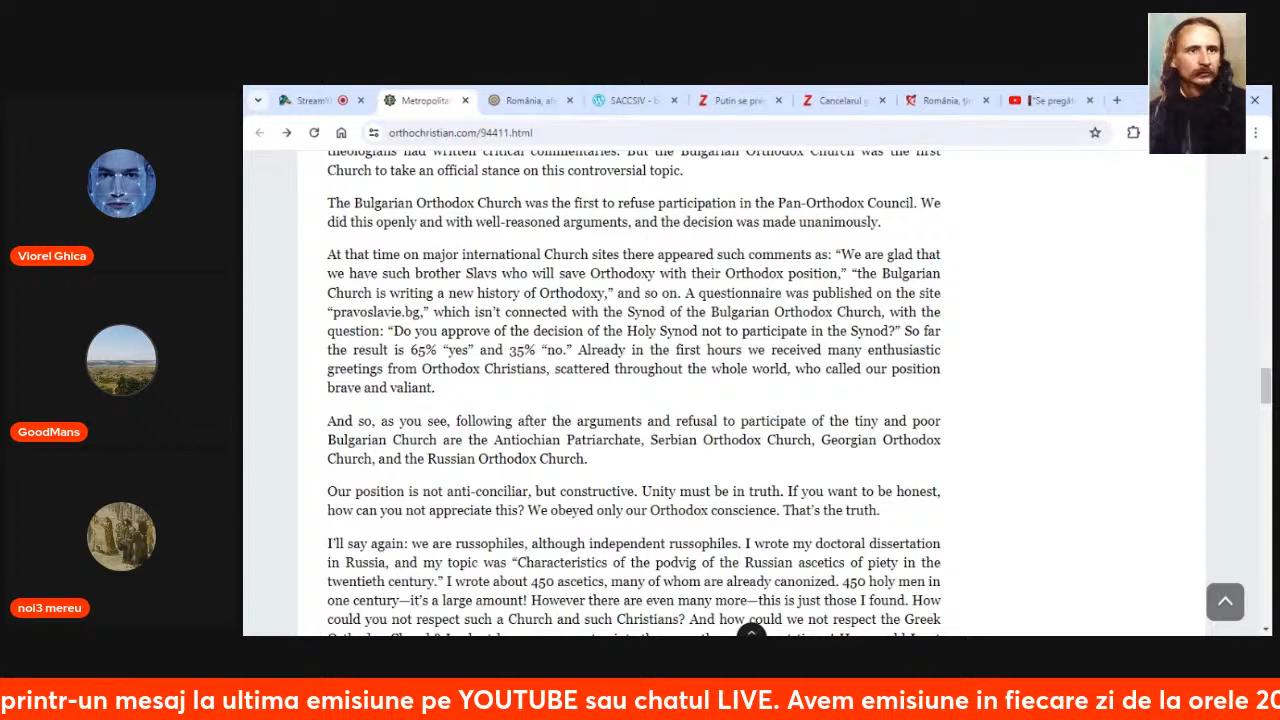 StreamY
Metropolita
România, afa
SACCSIV - b
Putin se pre
Cancelarul g
România, țin
"Se pregăt
orthochristian.com/94411.html
theologians had written critical commentaries. But the Bulgarian Orthodox Church was the first
Church to take an official stance on this controversial topic.
The Bulgarian Orthodox Church was the first to refuse participation in the Pan-Orthodox Council. We
did this openly and with well-reasoned arguments, and the decision was made unanimously.
At that time on major international Church sites there appeared such comments as: “We are glad that
we have such brother Slavs who will save Orthodoxy with their Orthodox position,” “the Bulgarian
Church is writing a new history of Orthodoxy,” and so on. A questionnaire was published on the site
“pravoslavie.bg,” which isn’t connected with the Synod of the Bulgarian Orthodox Church, with the
question: “Do you approve of the decision of the Holy Synod not to participate in the Synod?” So far
the result is 65% “yes” and 35% “no.” Already in the first hours we received many enthusiastic
greetings from Orthodox Christians, scattered throughout the whole world, who called our position
brave and valiant.
And so, as you see, following after the arguments and refusal to participate of the tiny and poor
Bulgarian Church are the Antiochian Patriarchate, Serbian Orthodox Church, Georgian Orthodox
Church, and the Russian Orthodox Church.
Our position is not anti-conciliar, but constructive. Unity must be in truth. If you want to be honest,
how can you not appreciate this? We obeyed only our Orthodox conscience. That’s the truth.
I’ll say again: we are russophiles, although independent russophiles. I wrote my doctoral dissertation
in Russia, and my topic was “Characteristics of the podvig of the Russian ascetics of piety in the
twentieth century.” I wrote about 450 ascetics, many of whom are already canonized. 450 holy men in
one century—it’s a large amount! However there are even many more—this is just those I found. How
could you not respect such a Church and such Christians? And how could we not respect the Greek
Viorel Ghica
GoodMans
noi3 mereu
printr-un mesaj la ultima emisiune pe YOUTUBE sau chatul LIVE. Avem emisiune in fiecare zi de la orele 20